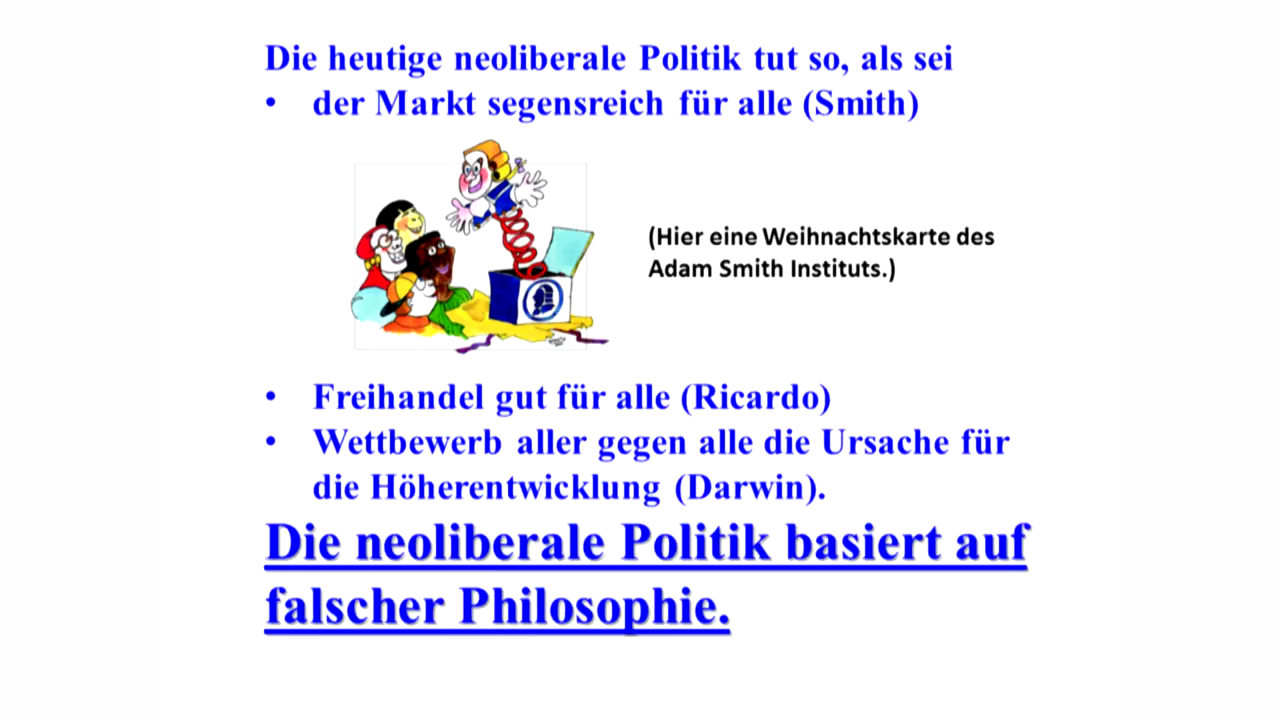 Die heutige neoliberale Politik tut so, als sei
• der Markt segensreich für alle (Smith)
(Hier eine Weihnachtskarte des
Adam Smith Instituts.)
• Freihandel gut für alle (Ricardo)
• Wettbewerb aller gegen alle die Ursache für
die Höherentwicklung (Darwin).
Die neoliberale Politik basiert auf
falscher Philosophie.